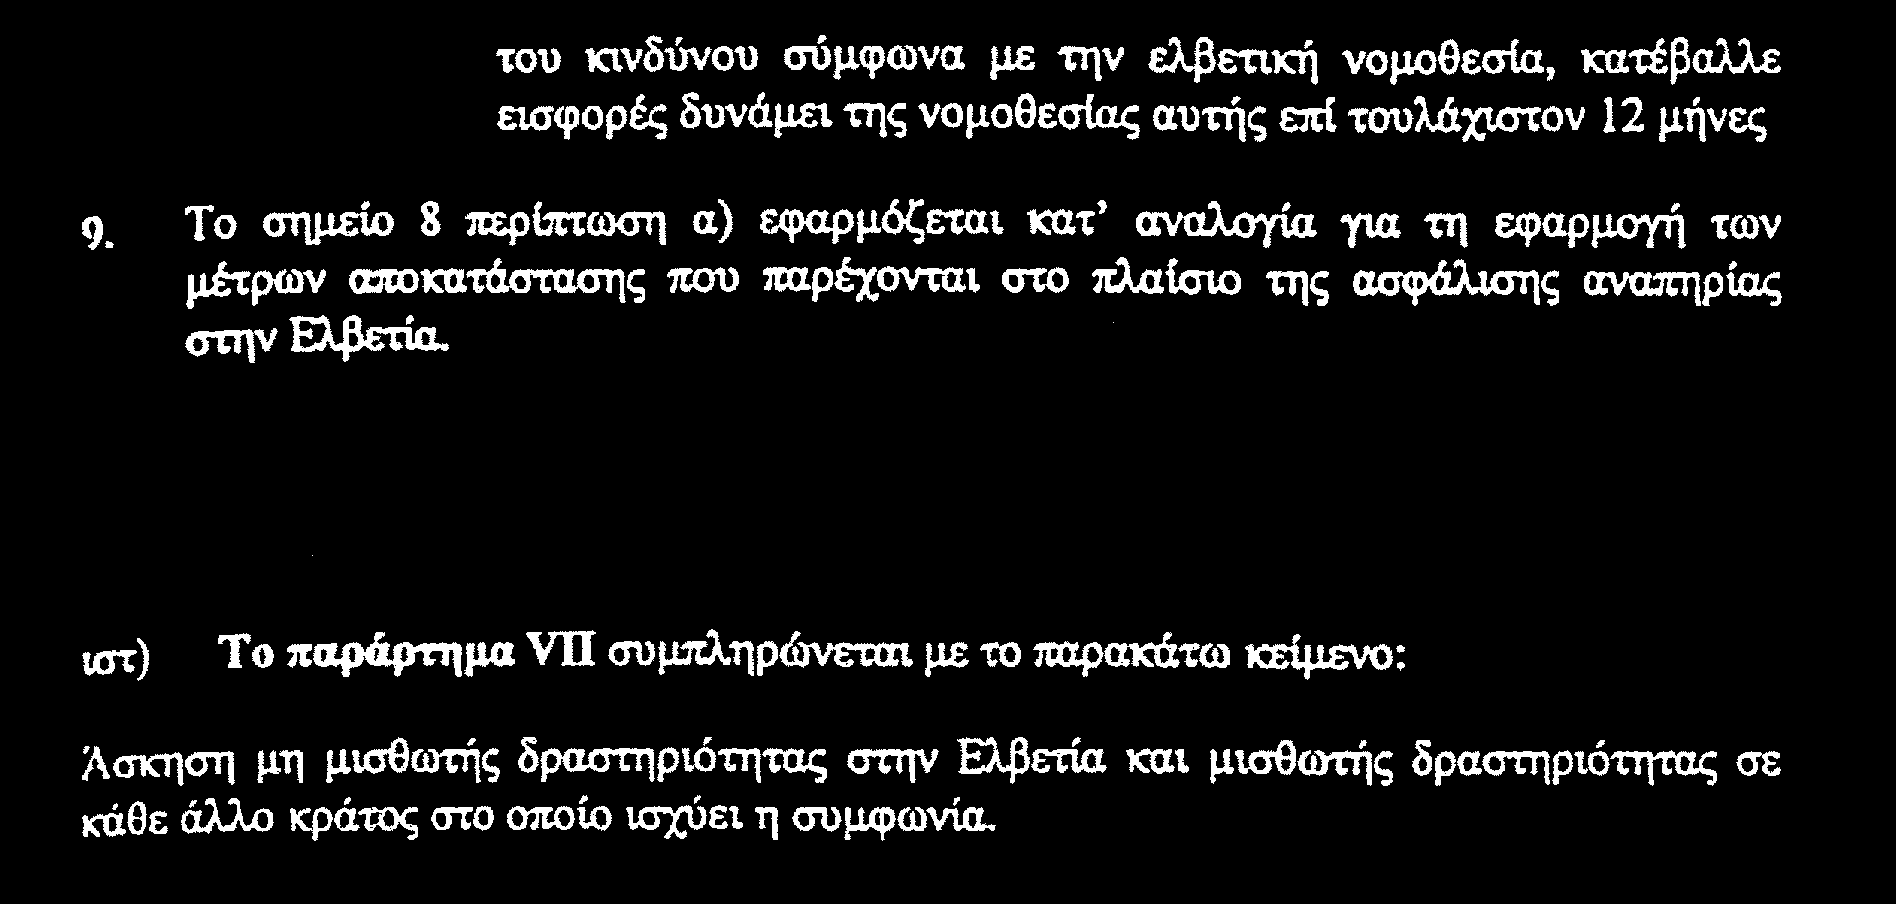 του κινδύνου σύμφωνα με την ελβετική νομοθεσία, κατέβαλλε
εισφορές δυνάμει της νομοθεσίας αυτής επί τουλάχιστον 12 μήνες
9. Το σημείο 8 περίπτωση α) εφαρμόζεται κατ’ αναλογία για τη εφαρμογή των
μέτρων αποκατάστασης που παρέχονται στο πλαίσιο της ασφάλισης αναπηρίας
στην Ελβετία.
ιστ) Το παράρτημα VII συμπληρώνεται με το παρακάτω κείμενο:
Άσκηση μη μισθωτής δραστηριότητας στην Ελβετία και μισθωτής δραστηριότητας σε
κάθε άλλο κράτος στο οποίο ισχύει η συμφωνία.